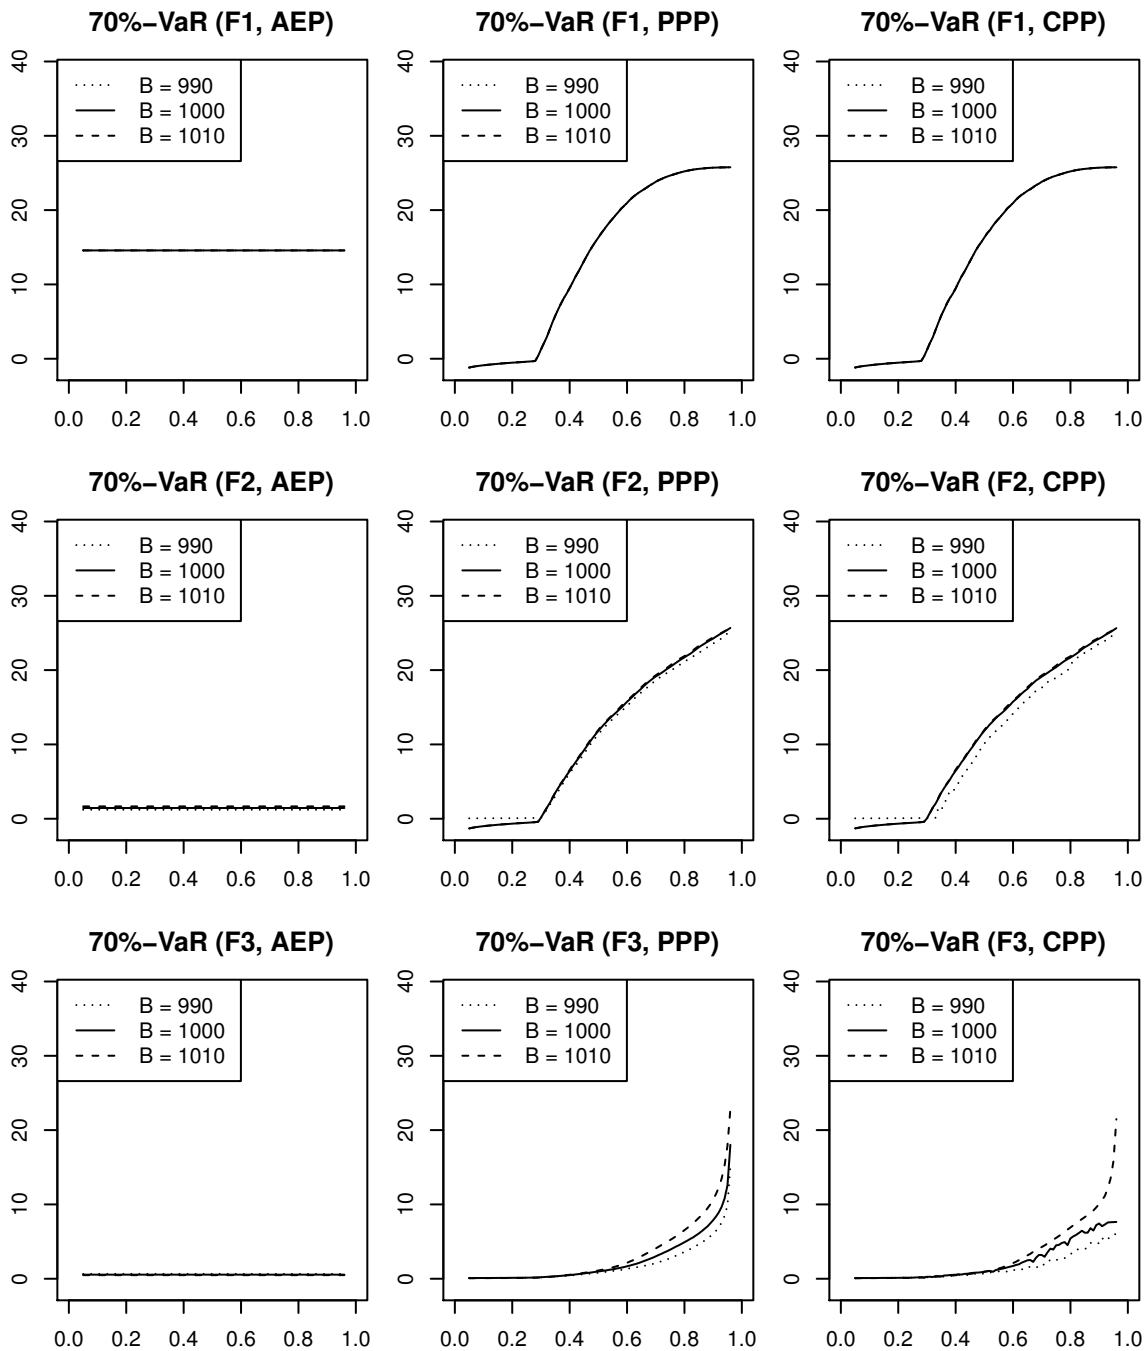 70%−VaR (F1, AEP) 70%−VaR (F1, PPP) 70%−VaR (F1, CPP)
40 40 40
B = 990 B = 990 B = 990
B = 1000 B = 1000 B = 1000
30 30 30
B = 1010 B = 1010 B = 1010
20 20 20
10 10 10
0 0 0
0.0 0.2 0.4 0.6 0.8 1.0 0.0 0.2 0.4 0.6 0.8 1.0 0.0 0.2 0.4 0.6 0.8 1.0
70%−VaR (F2, AEP) 70%−VaR (F2, PPP) 70%−VaR (F2, CPP)
40 40 40
B = 990 B = 990 B = 990
B = 1000 B = 1000 B = 1000
30 30 30
B = 1010 B = 1010 B = 1010
20 20 20
10 10 10
0 0 0
0.0 0.2 0.4 0.6 0.8 1.0 0.0 0.2 0.4 0.6 0.8 1.0 0.0 0.2 0.4 0.6 0.8 1.0
70%−VaR (F3, AEP) 70%−VaR (F3, PPP) 70%−VaR (F3, CPP)
40 40 40
B = 990 B = 990 B = 990
B = 1000 B = 1000 B = 1000
30 30 30
B = 1010 B = 1010 B = 1010
20 20 20
10 10 10
0 0 0
0.0 0.2 0.4 0.6 0.8 1.0 0.0 0.2 0.4 0.6 0.8 1.0 0.0 0.2 0.4 0.6 0.8 1.0